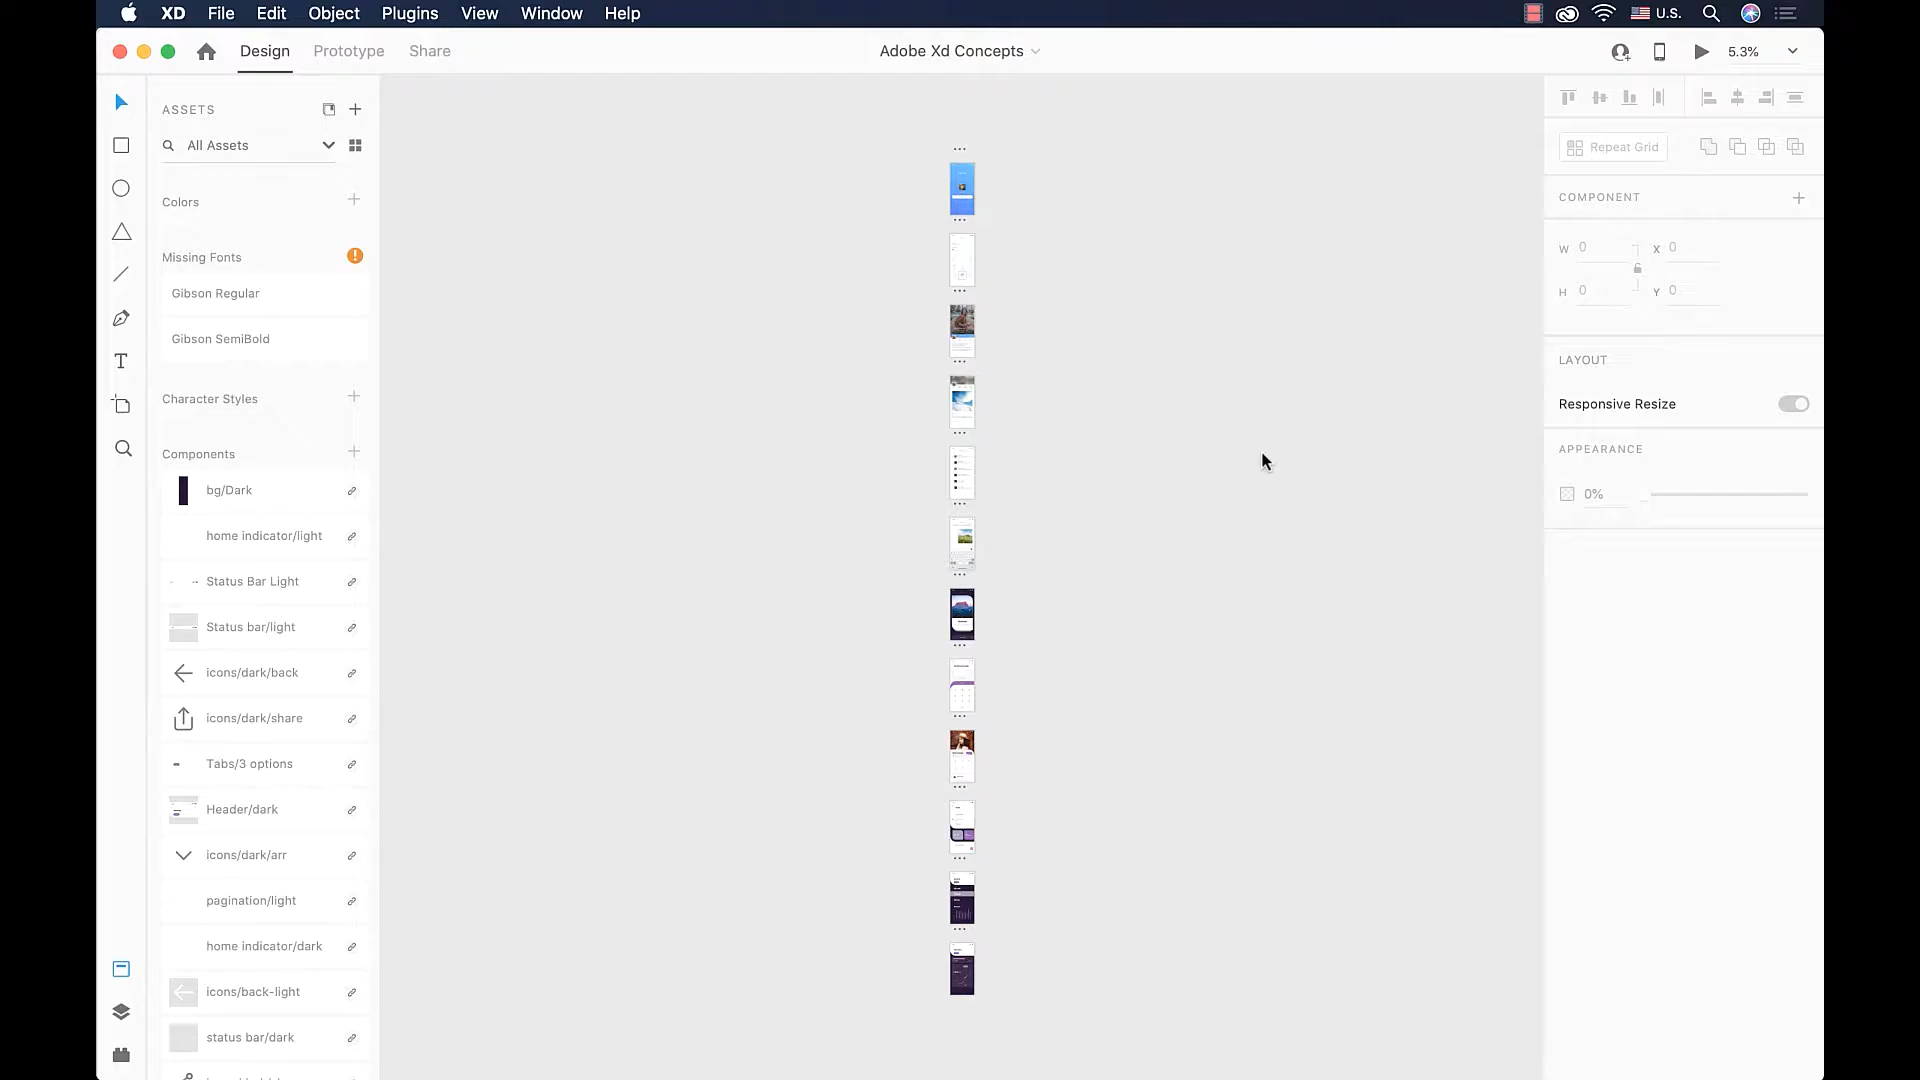 XD File Edit Object Plugins View Window Help
U.S.
Design Prototype Share
Adobe Xd Concepts
5.3%
ASSETS
All Assets
Colors
Missing Fonts
Gibson Regular
Gibson SemiBold
Character Styles
Components
bg/Dark
home indicator/light
Status Bar Light
Status bar/light
icons/dark/back
icons/dark/share
Tabs/3 options
Header/dark
icons/dark/arr
pagination/light
home indicator/dark
icons/back-light
status bar/dark
Repeat Grid
COMPONENT
W 0 X 0
H 0 Y 0
LAYOUT
Responsive Resize
APPEARANCE
0%